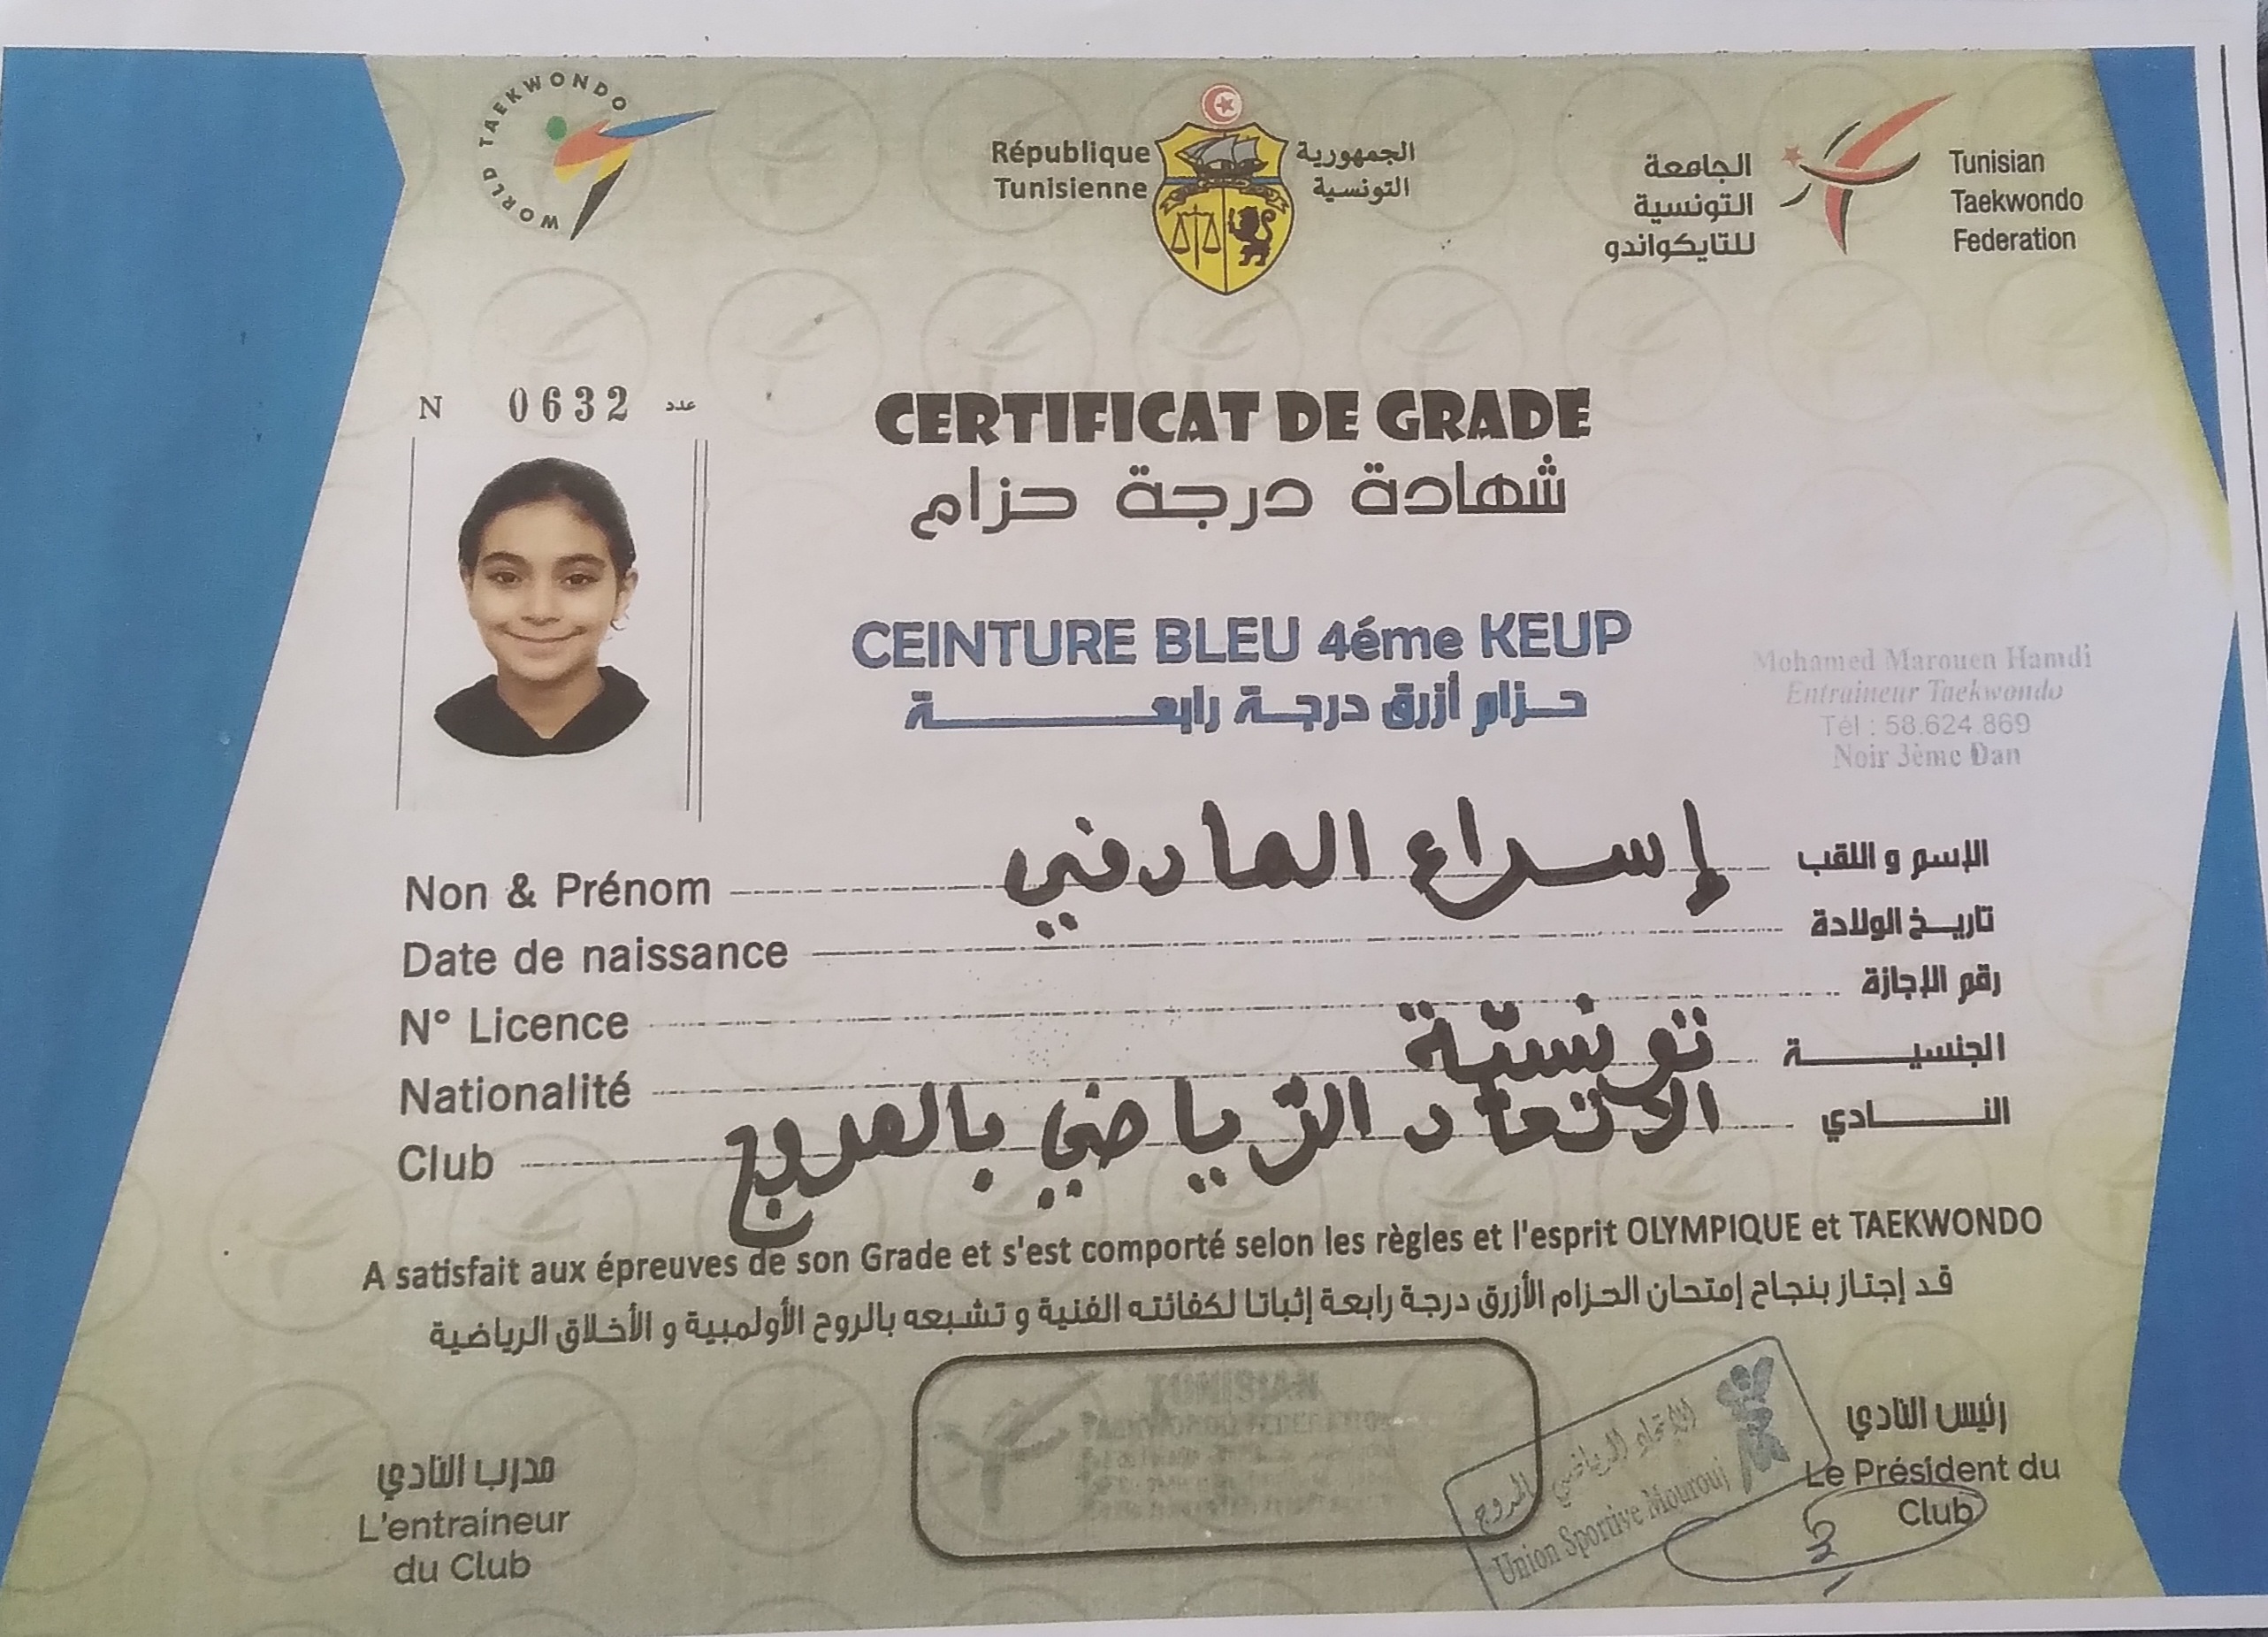 WORLD TAEKWONDO
République
Tunisienne
الجمهورية
التونسية
الجامعة
التونسية
للتايكواندو
Tunisian
Taekwondo
Federation
N 0632 عدد
CERTIFICAT DE GRADE
شهادة درجة حزام
CEINTURE BLEU 4éme KEUP
حزام أزرق درجة رابعة
Mohamed Marouen Hamdi
Entraineur Taekwondo
Tél : 58.624.869
Noir 3ème Dan
Non & Prénom إسراء العارفي الإسم و اللقب
Date de naissance تاريخ الولادة
N° Licence رقم الإجازة
Nationalité تونسيّة الجنسية
Club الاتحاد الرّياضي بالمروج النادي
A satisfait aux épreuves de son Grade et s'est comporté selon les règles et l'esprit OLYMPIQUE et TAEKWONDO
قد إجتاز بنجاح إمتحان الحزام الأزرق درجة رابعة إثباتا لكفائته الفنية و تشبعه بالروح الأولمبية و الأخلاق الرياضية
مدرب النادي
L'entraineur
du Club
TUNISIAN
TAEKWONDO FEDERATION
الإتحاد الرياضي بالمروج
Union Sportive Mourouj
رئيس النادي
Le Président du
Club